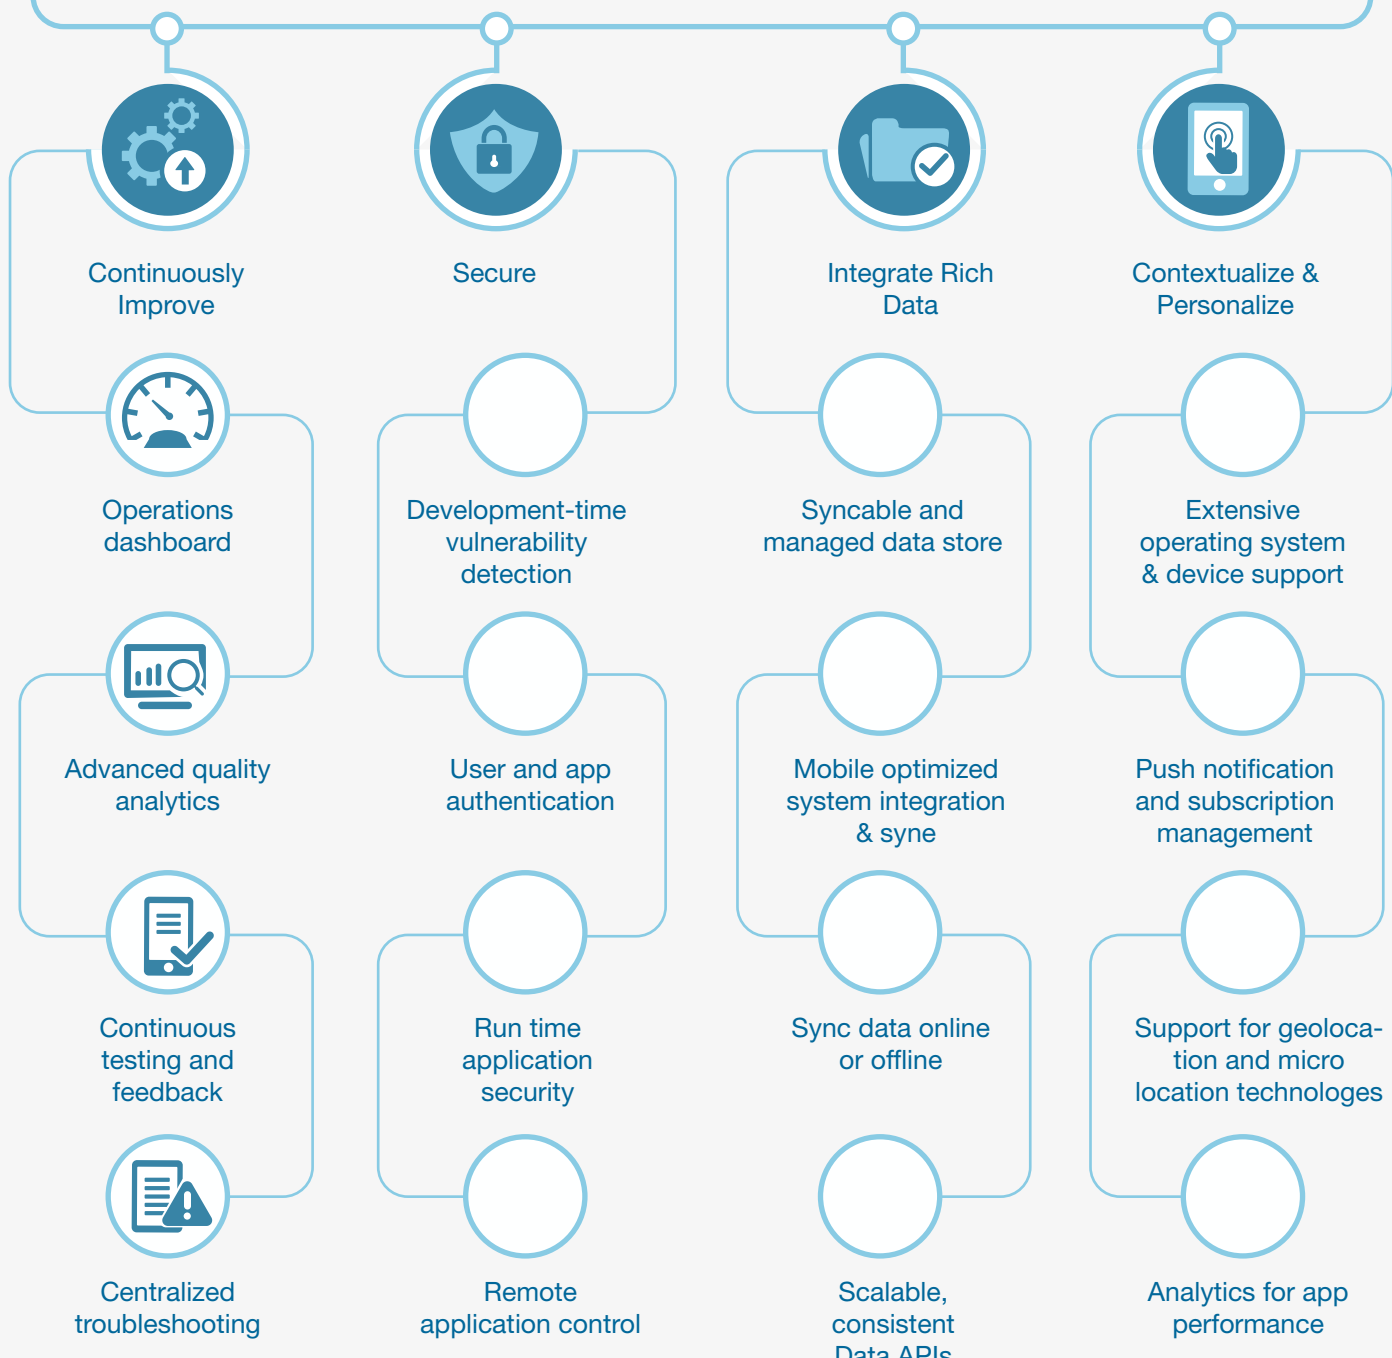 Continuously
Improve
Secure
Integrate Rich
Data
Contextualize &
Personalize
Operations
dashboard
Development-time
vulnerability
detection
Syncable and
managed data store
Extensive
operating system
& device support
Advanced quality
analytics
User and app
authentication
Mobile optimized
system integration
& syne
Push notification
and subscription
management
Continuous
testing and
feedback
Run time
application
security
Sync data online
or offline
Support for geoloca-
tion and micro
location technologes
Centralized
troubleshooting
Remote
application control
Scalable,
consistent
Data APIs
Analytics for app
performance